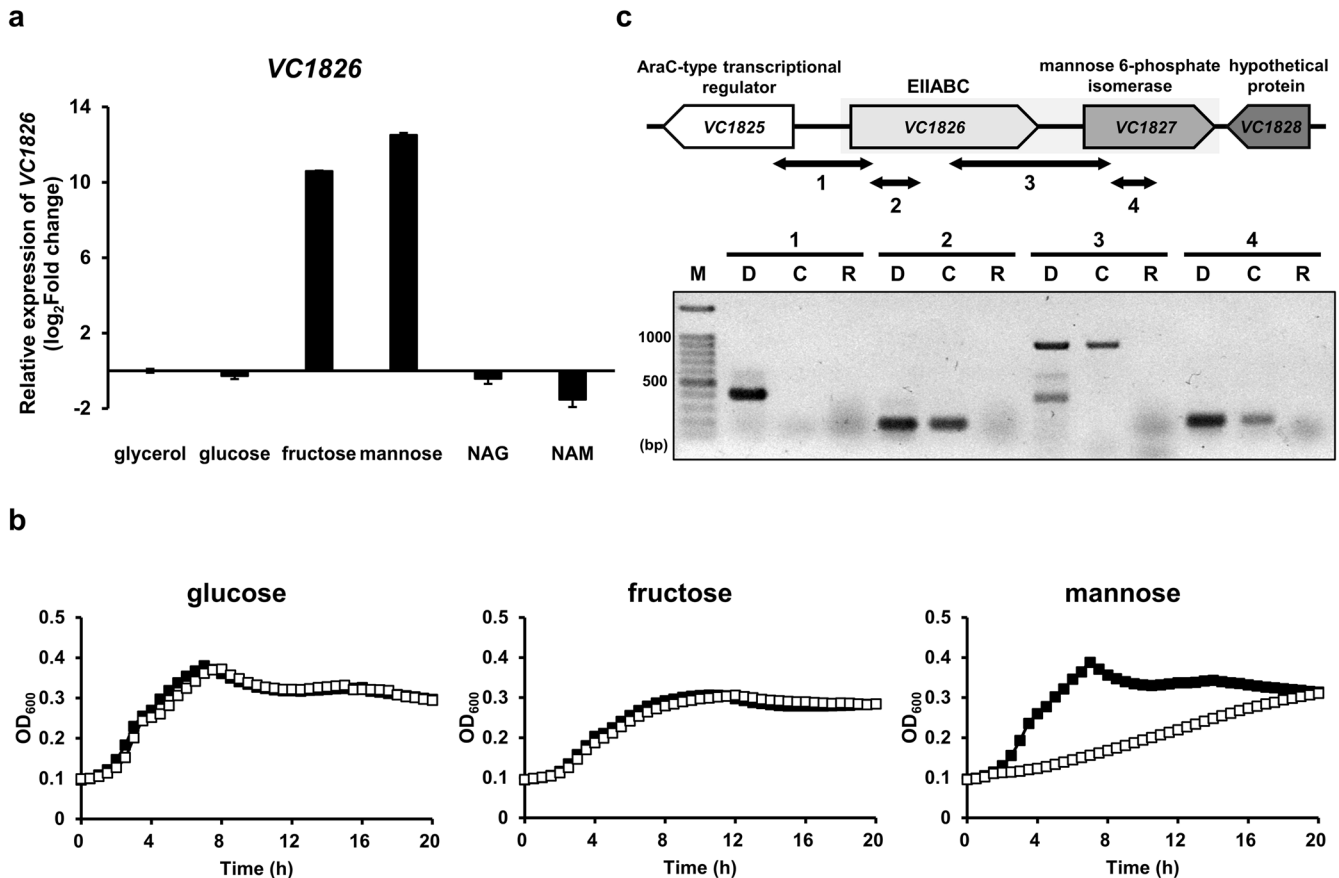 a
VC1826
Relative expression of VC1826
(log2Fold change)
14
10
6
2
-2
glycerol glucose fructose mannose NAG NAM
c
AraC-type transcriptional
regulator
EIIABC
mannose 6-phosphate
isomerase
hypothetical
protein
VC1825 VC1826 VC1827 VC1828
1 2 3 4
1 2 3 4
M D C R D C R D C R D C R
1000
500
(bp)
b
glucose
OD600
0.5
0.4
0.3
0.2
0.1
0
0 4 8 12 16 20
Time (h)
fructose
OD600
0.5
0.4
0.3
0.2
0.1
0
0 4 8 12 16 20
Time (h)
mannose
OD600
0.5
0.4
0.3
0.2
0.1
0
0 4 8 12 16 20
Time (h)